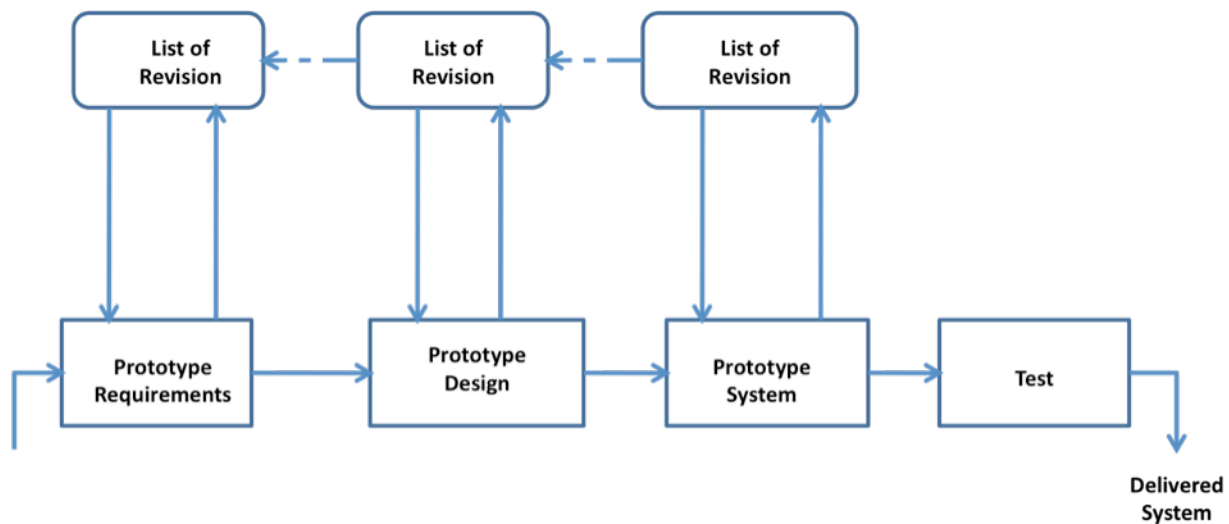 List of
Revision
List of
Revision
List of
Revision
Prototype
Requirements
Prototype
Design
Prototype
System
Test
Delivered
System